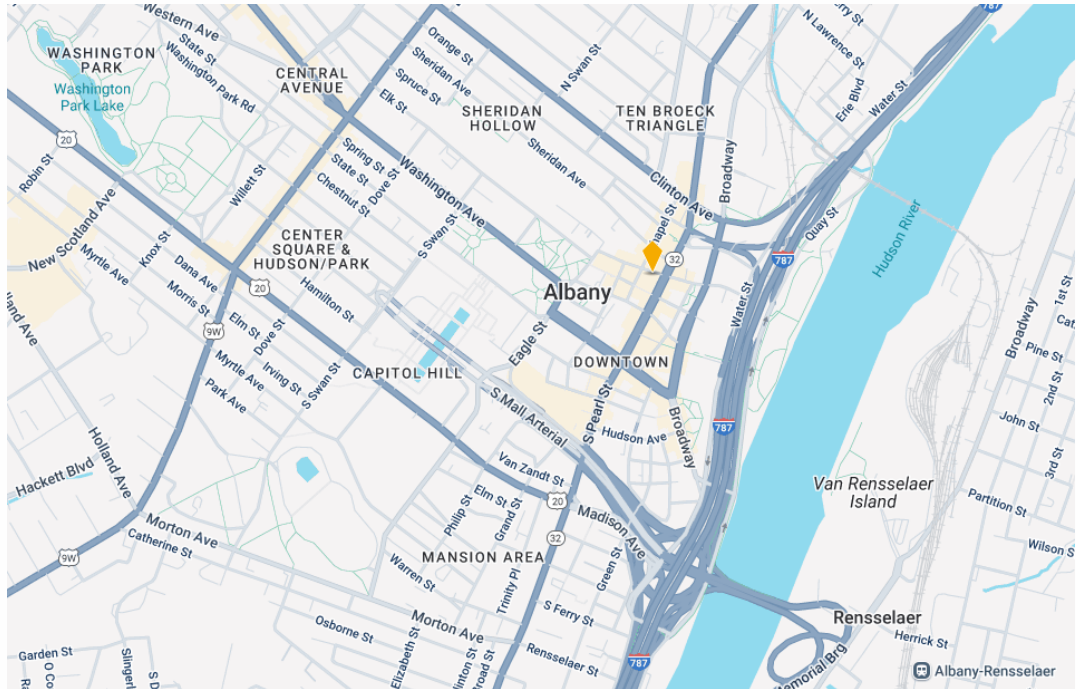 Western Ave
State St
Washington Park Rd
WASHINGTON
PARK
Washington
Park Lake
CENTRAL
AVENUE
Orange St
Sheridan Ave
Spruce St
Elk St
N Swan St
SHERIDAN
HOLLOW
TEN BROECK
TRIANGLE
Broadway
N Lawrence St
Erie Blvd
Water St
787
20
32
Robin St
Willett St
Spring St
State St
Chestnut St
Dove St
S Swan St
Washington Ave
Sheridan Ave
Clinton Ave
Quay St
Hudson River
787
New Scotland Ave
Myrtle Ave
Knox St
Dana Ave
Morris St
CENTER
SQUARE &
HUDSON/PARK
20
Hamilton St
9W
Elm St
Dove St
Myrtle Ave
Irving St
Park Ave
S Swan St
Albany
Eagle St
DOWNTOWN
CAPITOL HILL
S Mall Arterial
S Pearl St
Hudson Ave
Broadway
Water St
787
Broadway
1st St
Pine St
2nd St
John St
3rd St
Partition St
Wilson S
Van Rensselaer
Island
Holland Ave
Hackett Blvd
Morton Ave
Catherine St
9W
Van Zandt St
Elm St
Grand St
Philip St
20
Madison Ave
32
MANSION AREA
Warren St
Trinity Pl
Green St
S Ferry St
Osborne St
Morton Ave
Rensselaer St
Elizabeth St
Garden St
787
Rensselaer
Herrick St
Albany-Rensselaer